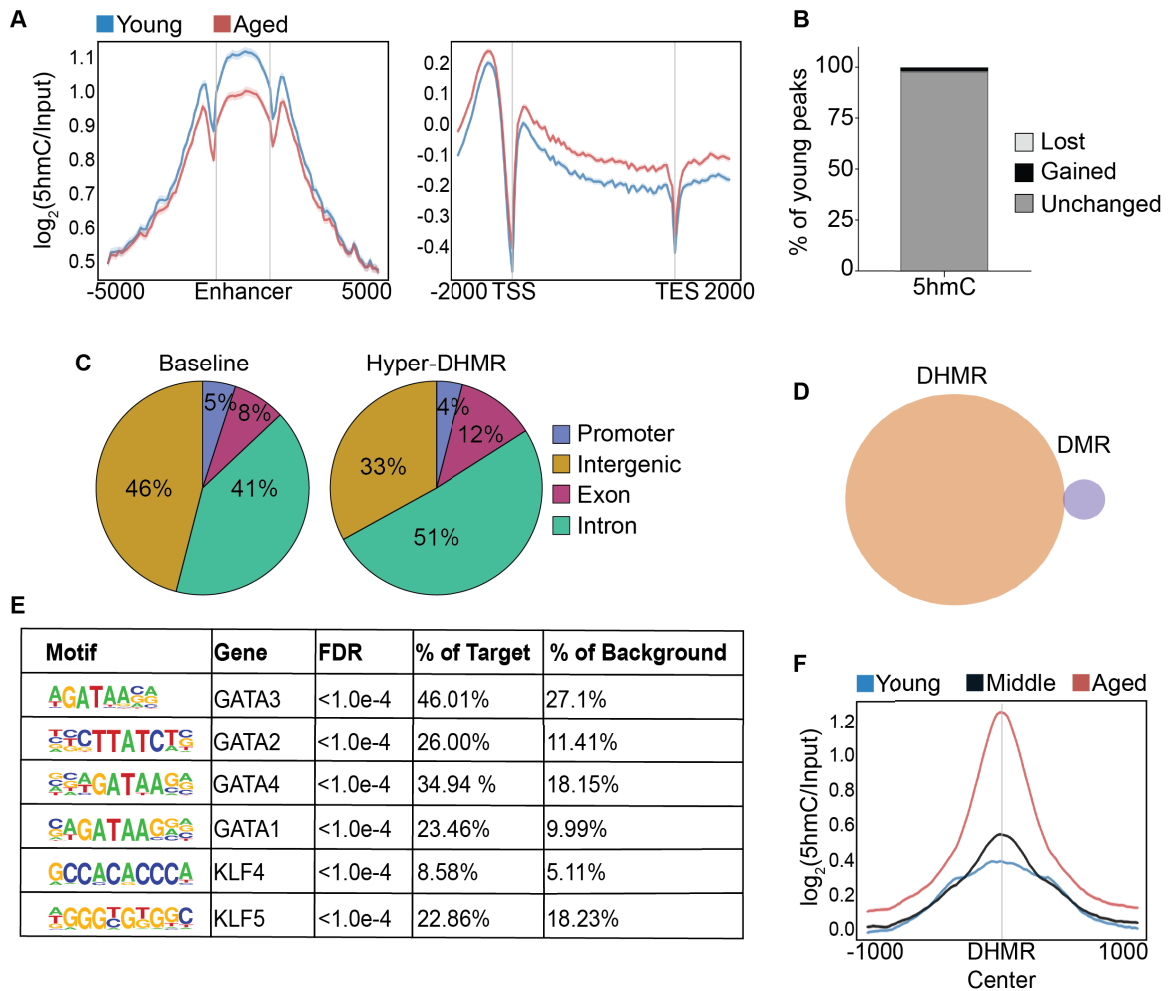 A
Young Aged
log2(5hmC/Input)
1.1
1.0
0.9
0.8
0.7
0.6
0.5
-5000 Enhancer 5000
0.2
0.1
0.0
-0.1
-0.2
-0.3
-0.4
-2000 TSS TES 2000
B
% of young peaks
100
75
50
25
0
5hmC
Lost
Gained
Unchanged
C
Baseline
5%
8%
46%
41%
Hyper-DHMR
4%
12%
33%
51%
Promoter
Intergenic
Exon
Intron
D
DHMR
DMR
E
Motif Gene FDR % of Target % of Background
GATA3 <1.0e-4 46.01% 27.1%
GATA2 <1.0e-4 26.00% 11.41%
GATA4 <1.0e-4 34.94 % 18.15%
GATA1 <1.0e-4 23.46% 9.99%
GCCACACCCA KLF4 <1.0e-4 8.58% 5.11%
KLF5 <1.0e-4 22.86% 18.23%
F
Young Middle Aged
log2(5hmC/Input)
1.2
1.0
0.8
0.6
0.4
0.2
0.0
-1000 DHMR 1000
Center